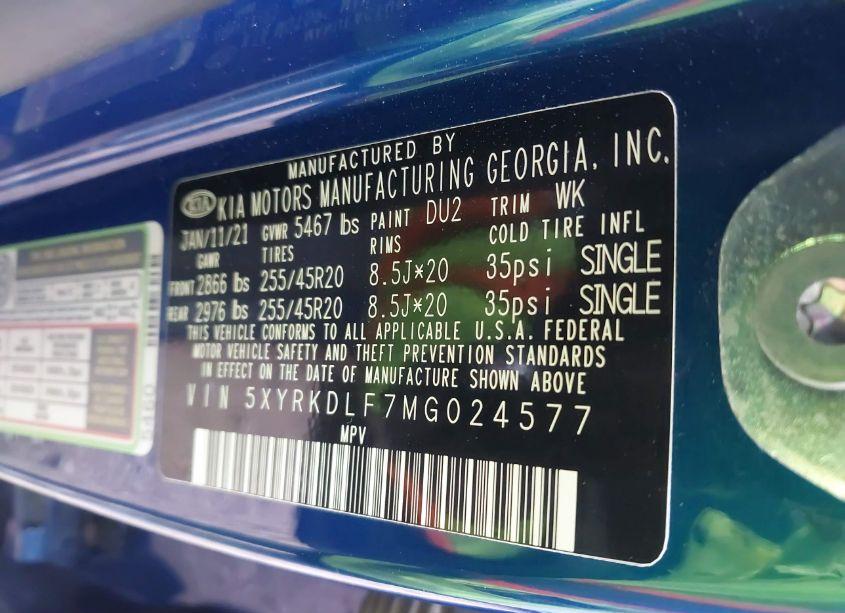 MANUFACTURED BY
KIA KIA MOTORS MANUFACTURING GEORGIA, INC.
JAN/11/21 GVWR 5467 lbs PAINT DU2 TRIM WK
GAWR TIRES RIMS COLD TIRE INFL
FRONT 2866 lbs 255/45R20 8.5J*20 35psi SINGLE
REAR 2976 lbs 255/45R20 8.5J*20 35psi SINGLE
THIS VEHICLE CONFORMS TO ALL APPLICABLE U.S.A. FEDERAL
MOTOR VEHICLE SAFETY AND THEFT PREVENTION STANDARDS
IN EFFECT ON THE DATE OF MANUFACTURE SHOWN ABOVE
VIN 5XYRKDLF7MG024577
MPV